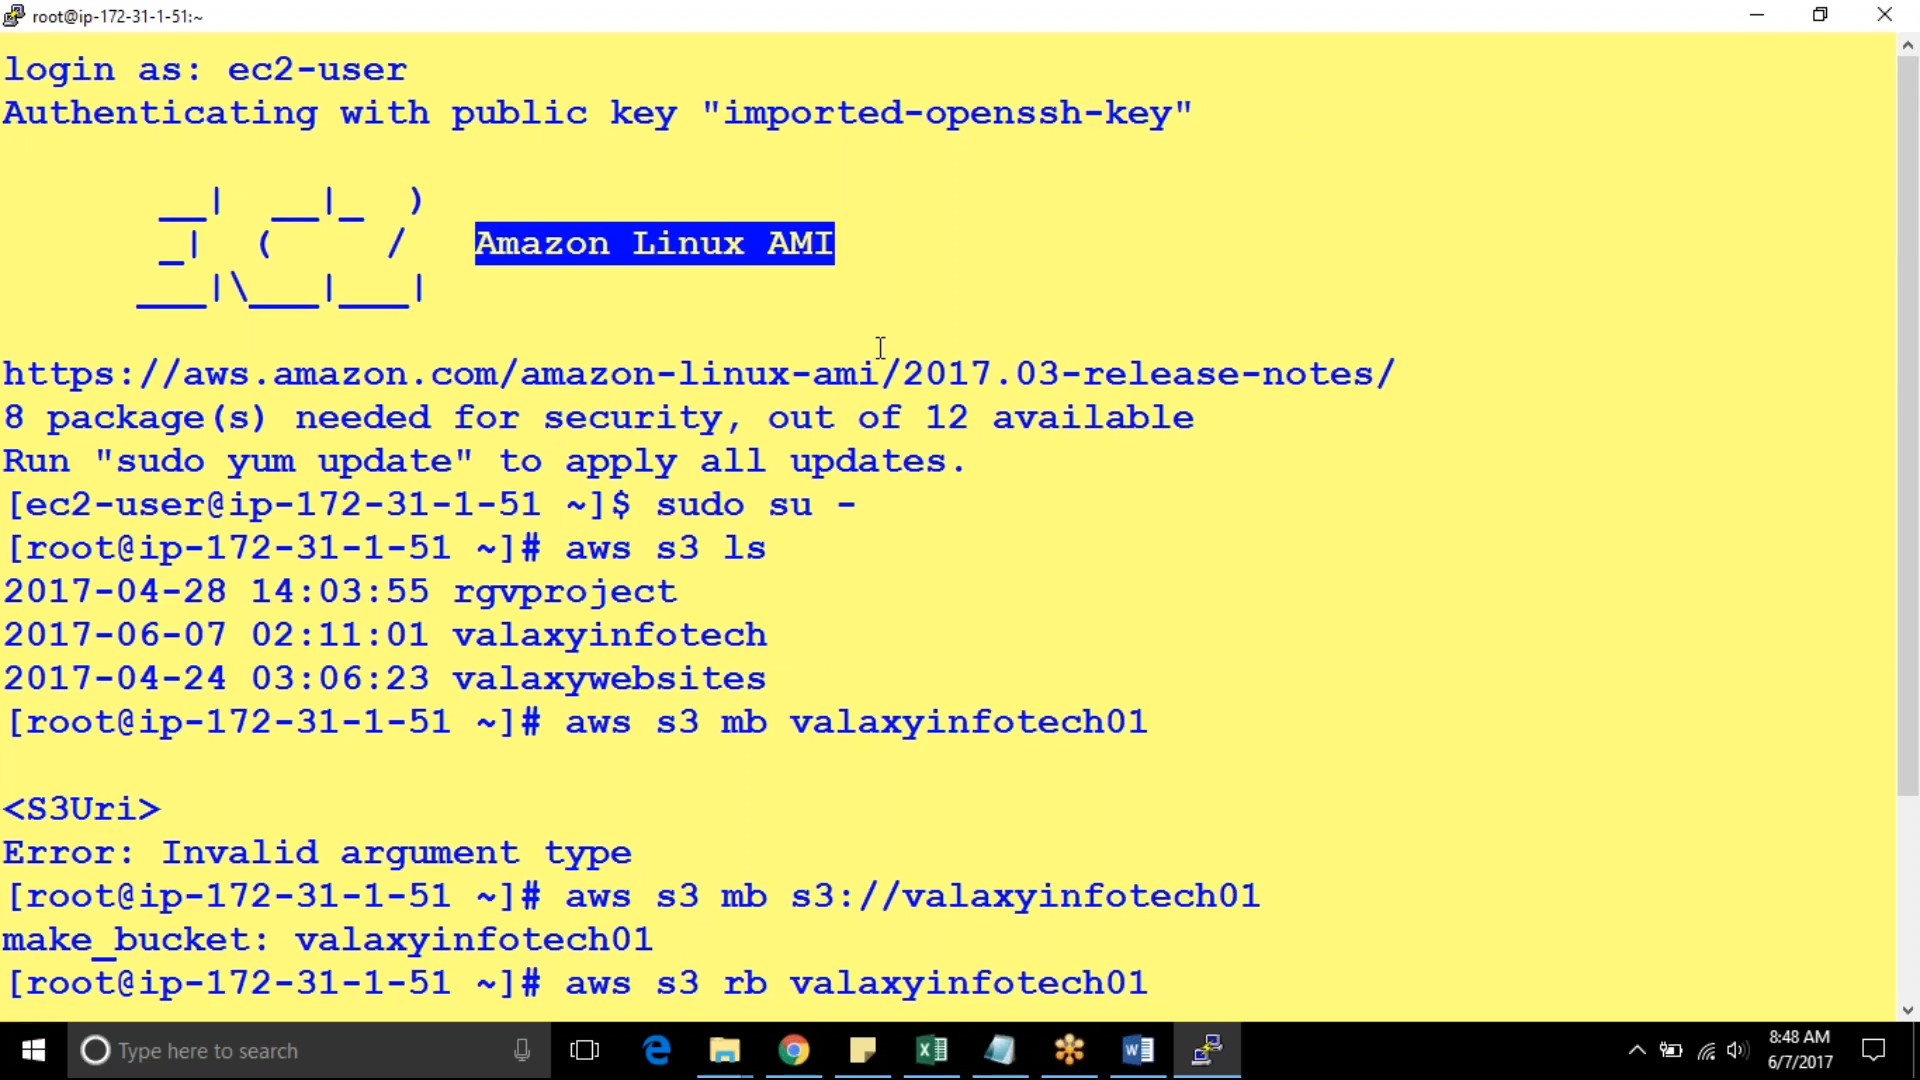 root@ip-172-31-1-51:~
login as: ec2-user
Authenticating with public key "imported-openssh-key"
       __|  __|_  )
       _|  (     /   Amazon Linux AMI
      ___|\___|___|
https://aws.amazon.com/amazon-linux-ami/2017.03-release-notes/
8 package(s) needed for security, out of 12 available
Run "sudo yum update" to apply all updates.
[ec2-user@ip-172-31-1-51 ~]$ sudo su -
[root@ip-172-31-1-51 ~]# aws s3 ls
2017-04-28 14:03:55 rgvproject
2017-06-07 02:11:01 valaxyinfotech
2017-04-24 03:06:23 valaxywebsites
[root@ip-172-31-1-51 ~]# aws s3 mb valaxyinfotech01
<S3Uri>
Error: Invalid argument type
[root@ip-172-31-1-51 ~]# aws s3 mb s3://valaxyinfotech01
make_bucket: valaxyinfotech01
[root@ip-172-31-1-51 ~]# aws s3 rb valaxyinfotech01
Type here to search
8:48 AM
6/7/2017